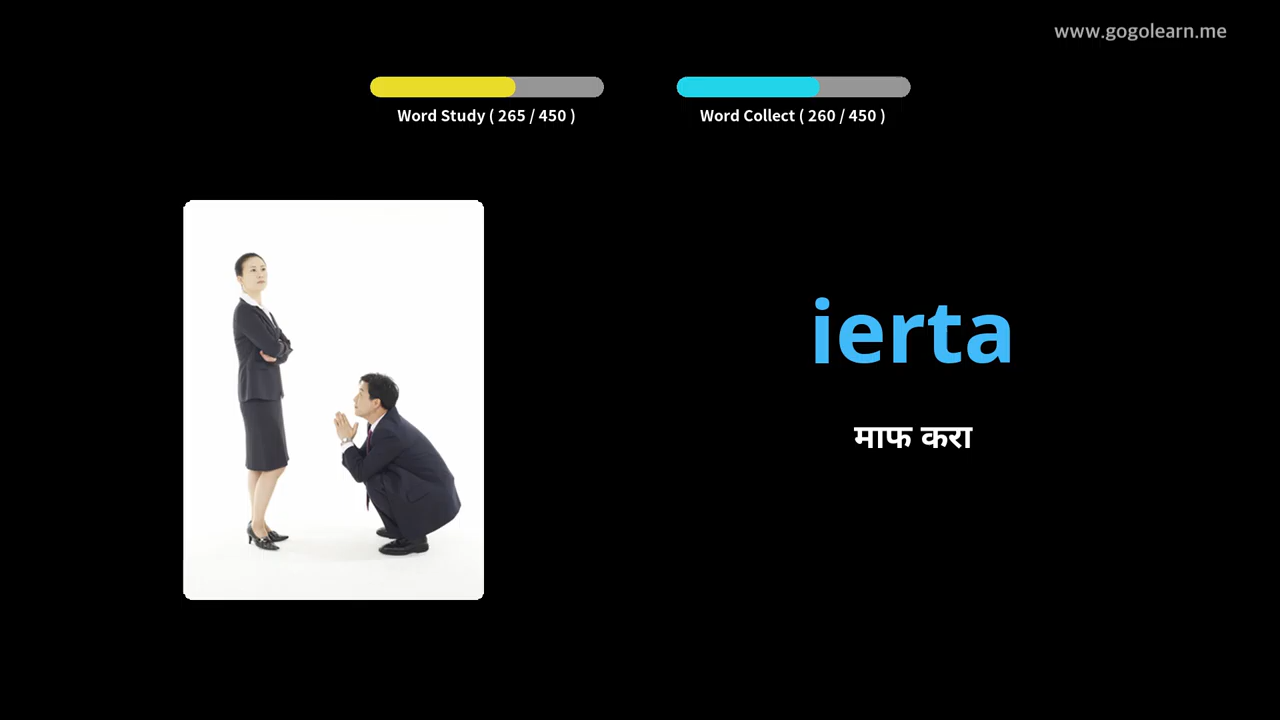 www.gogolearn.me
Word Study ( 265 / 450 )
Word Collect ( 260 / 450 )
ierta
माफ करा